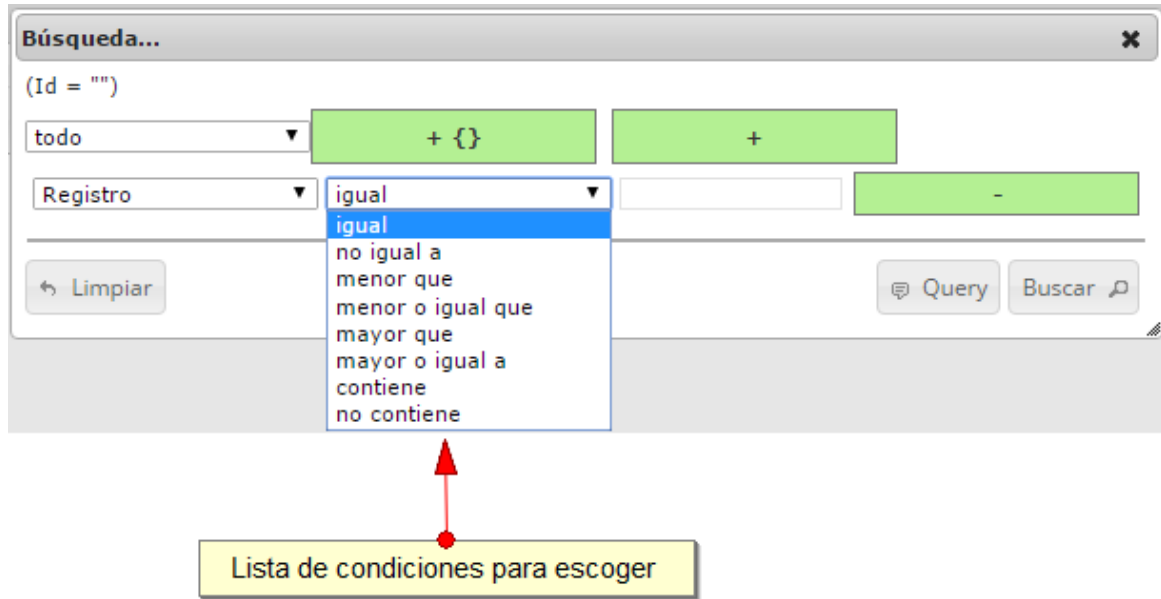 Búsqueda... ✖
(Id = "")
todo + {} +
Registro igual -
igual
no igual a
menor que
menor o igual que
mayor que
mayor o igual a
contiene
no contiene
Limpiar Query Buscar
Lista de condiciones para escoger